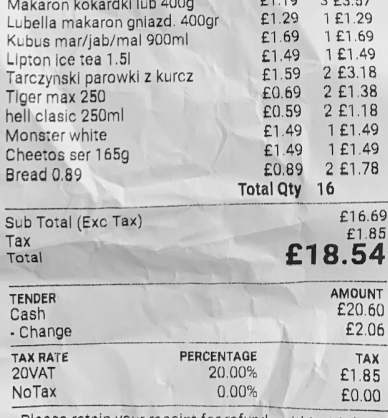 Makaron kokardki lub 400g £1.19 3 £3.57
Lubella makaron gniazd. 400gr £1.29 1 £1.29
Kubus mar/jab/mal 900ml £1.69 1 £1.69
Lipton ice tea 1.5l £1.49 1 £1.49
Tarczynski parowki z kurcz £1.59 2 £3.18
Tiger max 250 £0.69 2 £1.38
hell clasic 250ml £0.59 2 £1.18
Monster white £1.49 1 £1.49
Cheetos ser 165g £1.49 1 £1.49
Bread 0.89 £0.89 2 £1.78
Total Qty 16
Sub Total (Exc Tax) £16.69
Tax £1.85
Total £18.54
TENDER AMOUNT
Cash £20.60
- Change £2.06
TAX RATE PERCENTAGE TAX
20VAT 20.00% £1.85
NoTax 0.00% £0.00
Please retain your receipt for refund